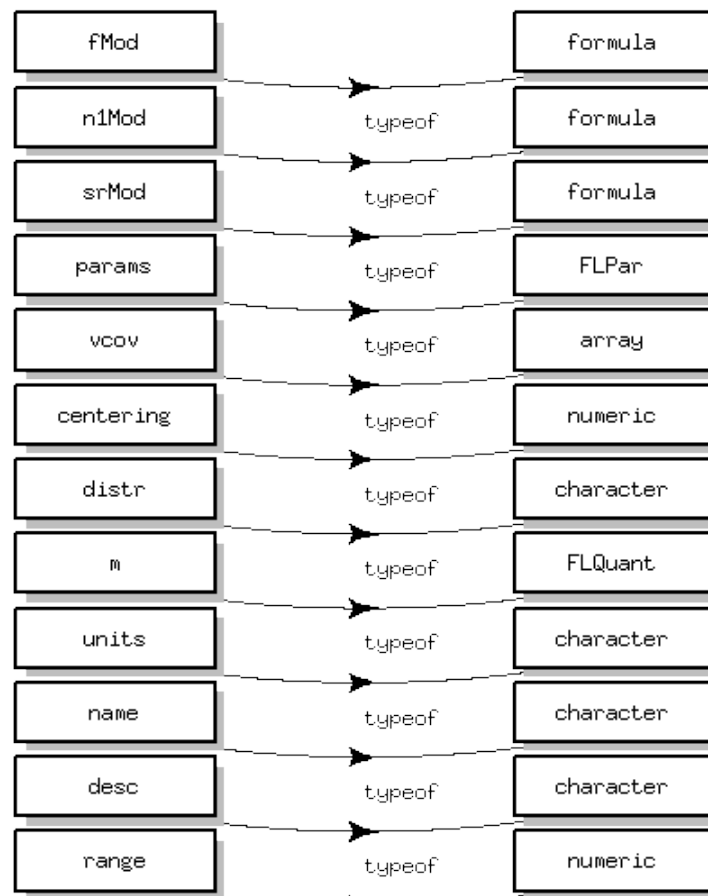 fMod formula
typeof
n1Mod formula
typeof
srMod formula
typeof
params FLPar
typeof
vcov array
typeof
centering numeric
typeof
distr character
typeof
m FLQuant
typeof
units character
typeof
name character
typeof
desc character
typeof
range numeric